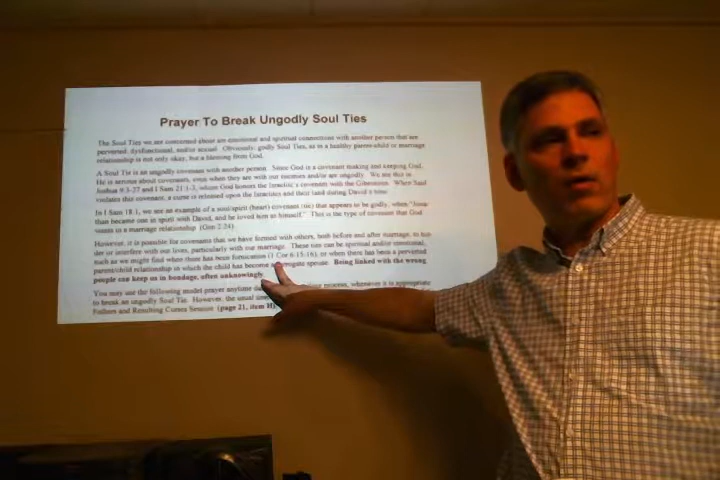 Prayer To Break Ungodly Soul Ties
The Soul Ties we are concerned about are emotional and spiritual connections with another person that are
perverted, dysfunctional, and/or sexual. Obviously, godly Soul Ties, as in a healthy parent-child or marriage
relationship is not only okay, but a blessing from God.
A Soul Tie is an ungodly covenant with another person. Since God is a covenant making and keeping God,
He is serious about covenants, even when they are with our enemies and/or are ungodly. We see this in
Joshua 9:3-27 and I Sam 21:1-3, when God honors the Israelite's covenant with the Gibeonites. When Saul
violates this covenant, a curse is released upon the Israelites and their land during David's time.
In I Sam 18:1, we see an example of a soul/spirit (heart) covenant (tie) that appears to be godly, when "Jona-
than became one in spirit with David, and he loved him as himself." This is the type of covenant that God
wants in a marriage relationship (Gen 2:24).
However, it is possible for covenants that we have formed with others, both before and after marriage, to hin-
der or interfere with our lives, particularly with our marriage. These ties can be spiritual and/or emotional,
such as we might find when there has been fornication (1 Cor 6:15-16), or when there has been a perverted
parent/child relationship in which the child has become a surrogate spouse. Being linked with the wrong
people can keep us in bondage, often unknowingly.
You may use the following model prayer anytime process, whenever it is appropriate
to break an ungodly Soul Tie. However, the usual time
Fathers and Resulting Curses Session (page 21, item H)